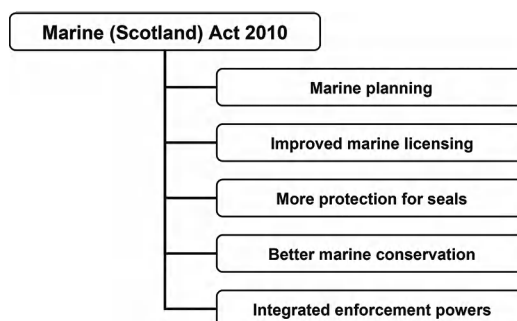 Marine (Scotland) Act 2010
Marine planning
Improved marine licensing
More protection for seals
Better marine conservation
Integrated enforcement powers